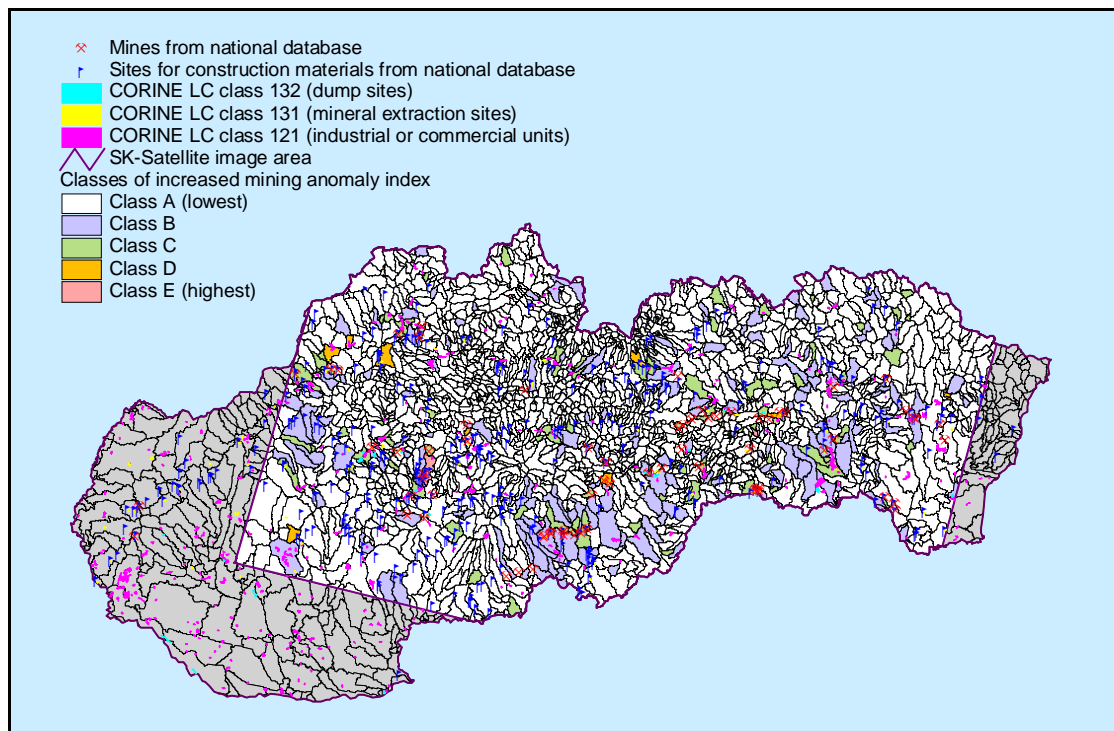 Mines from national database
Sites for construction materials from national database
CORINE LC class 132 (dump sites)
CORINE LC class 131 (mineral extraction sites)
CORINE LC class 121 (industrial or commercial units)
SK-Satellite image area
Classes of increased mining anomaly index
Class A (lowest)
Class B
Class C
Class D
Class E (highest)